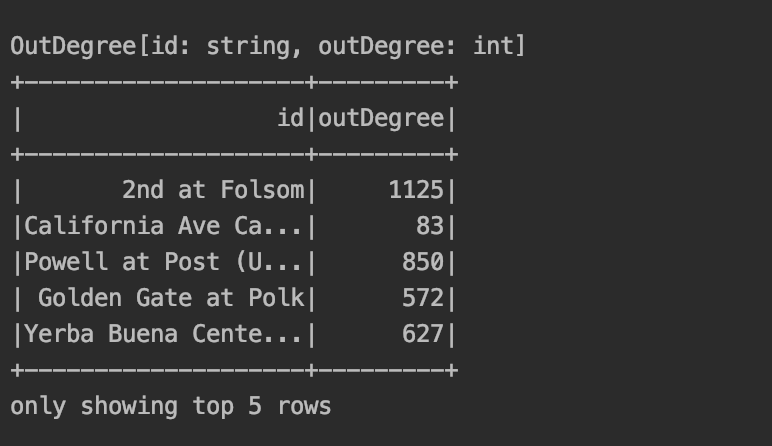 OutDegree[id: string, outDegree: int]
+--------------------+---------+
|                  id|outDegree|
+--------------------+---------+
|       2nd at Folsom|     1125|
|California Ave Ca...|       83|
|Powell at Post (U...|      850|
| Golden Gate at Polk|      572|
|Yerba Buena Cente...|      627|
+--------------------+---------+
only showing top 5 rows